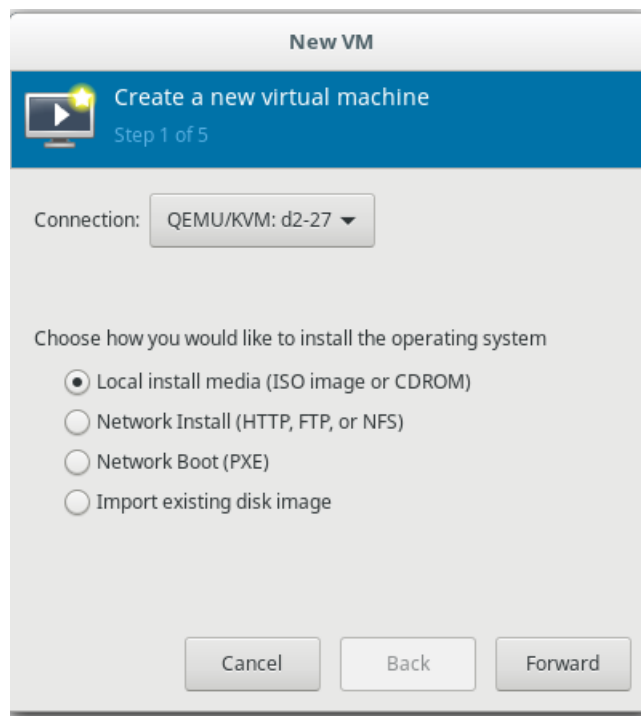 New VM
Create a new virtual machine
Step 1 of 5
Connection: QEMU/KVM: d2-27
Choose how you would like to install the operating system
Local install media (ISO image or CDROM)
Network Install (HTTP, FTP, or NFS)
Network Boot (PXE)
Import existing disk image
Cancel Back Forward